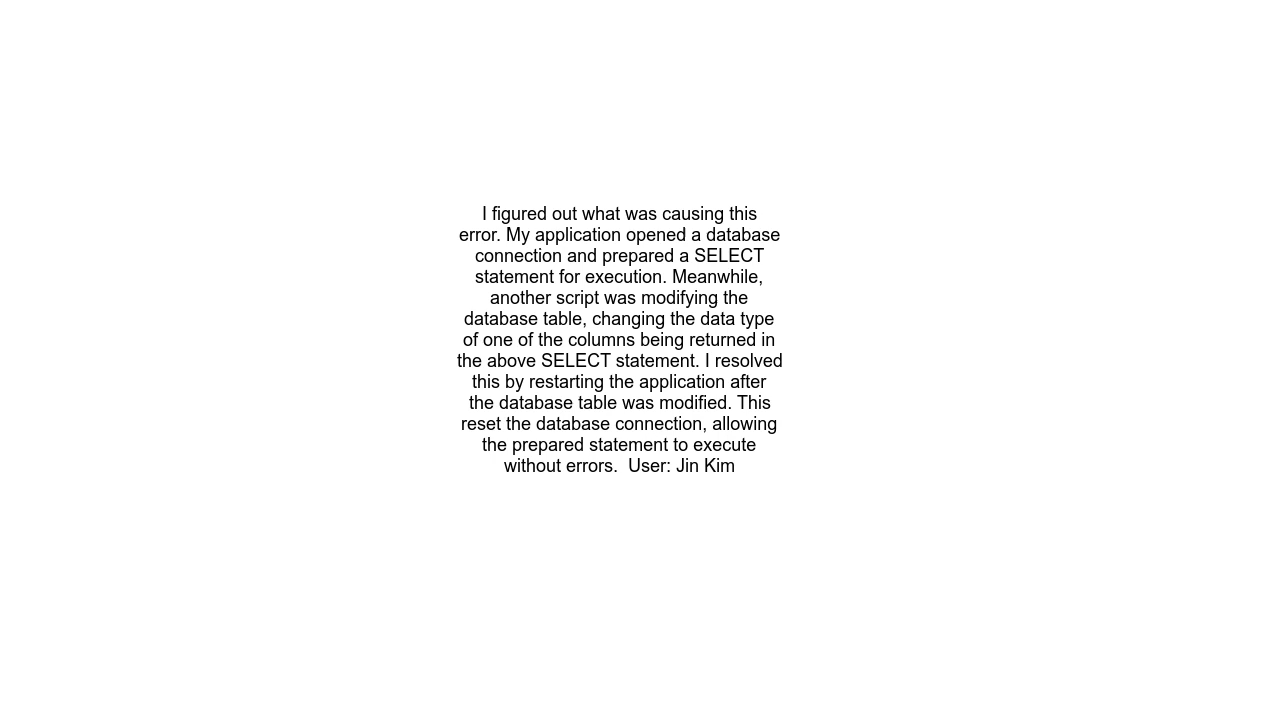 I figured out what was causing this
error. My application opened a database
connection and prepared a SELECT
statement for execution. Meanwhile,
another script was modifying the
database table, changing the data type
of one of the columns being returned in
the above SELECT statement. I resolved
this by restarting the application after
the database table was modified. This
reset the database connection, allowing
the prepared statement to execute
without errors.  User: Jin Kim